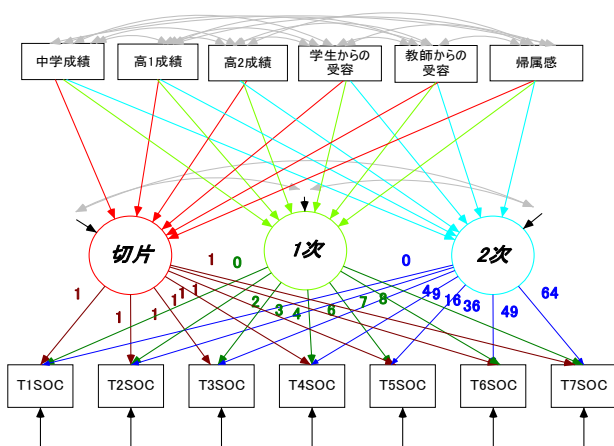 中学成績
高1成績
高2成績
学生からの
受容
教師からの
受容
帰属感
切片
1次
2次
1
0
0
1
1
1
1
1
1
2
3
4
6
7
8
4
9
16
36
49
64
T1SOC
T2SOC
T3SOC
T4SOC
T5SOC
T6SOC
T7SOC